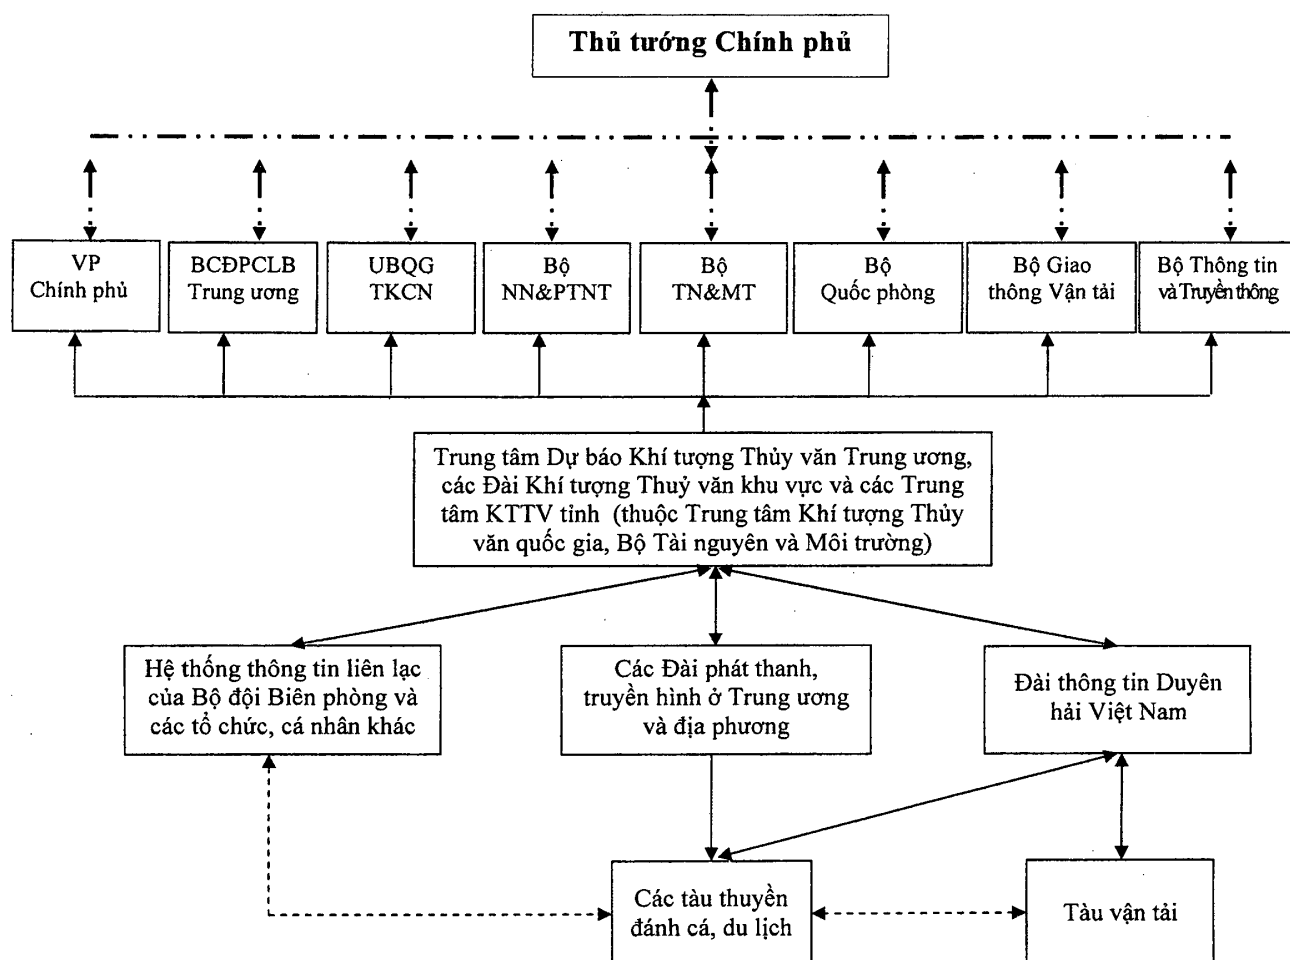 Thủ tướng Chính phủ
VP
Chính phủ
BCĐPCLB
Trung ương
UBQG
TKCN
Bộ
NN&PTNT
Bộ
TN&MT
Bộ
Quốc phòng
Bộ Giao
thông Vận tải
Bộ Thông tin
và Truyền thông
Trung tâm Dự báo Khí tượng Thủy văn Trung ương,
các Đài Khí tượng Thuỷ văn khu vực và các Trung
tâm KTTV tỉnh (thuộc Trung tâm Khí tượng Thủy
văn quốc gia, Bộ Tài nguyên và Môi trường)
Hệ thống thông tin liên lạc
của Bộ đội Biên phòng và
các tổ chức, cá nhân khác
Các Đài phát thanh,
truyền hình ở Trung ương
và địa phương
Đài thông tin Duyên
hải Việt Nam
Các tàu thuyền
đánh cá, du lịch
Tàu vận tải